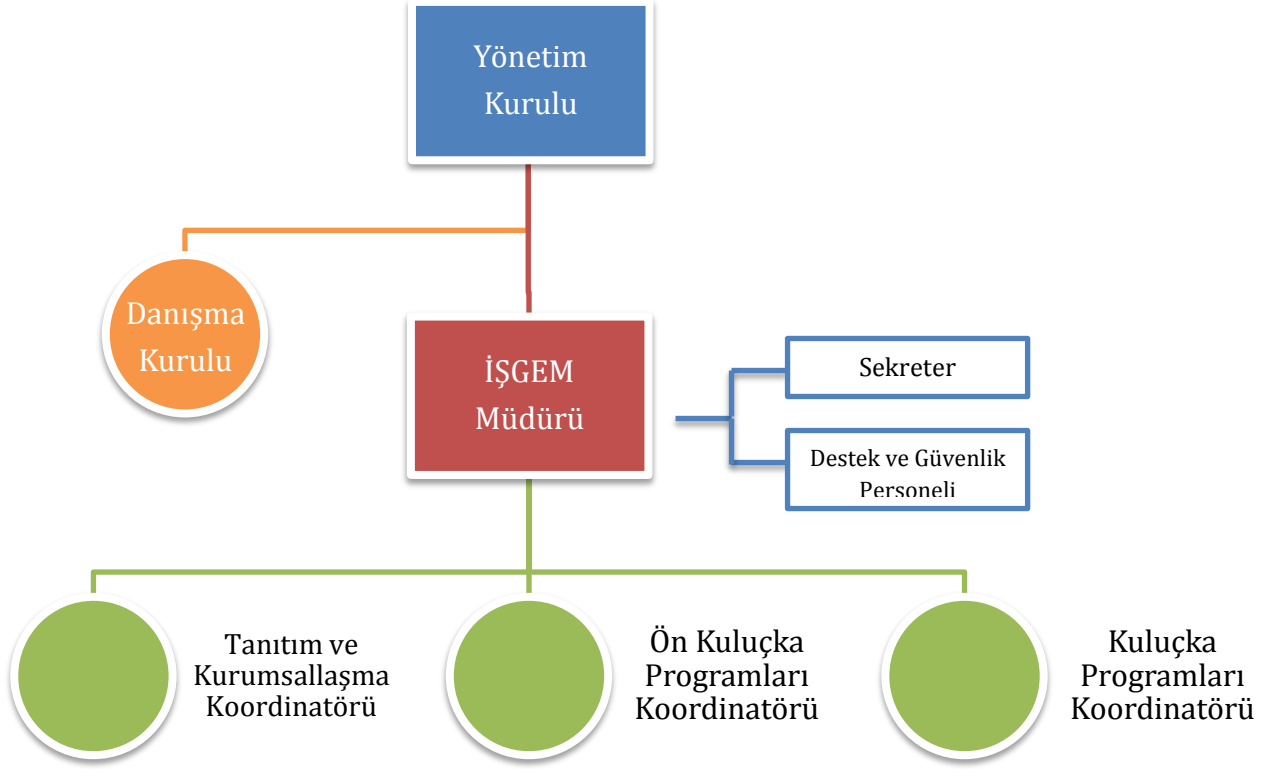 Yönetim
Kurulu
Danışma
Kurulu
İŞGEM
Müdürü
Sekreter
Destek ve Güvenlik
Personeli
Tanıtım ve
Kurumsallaşma
Koordinatörü
Ön Kuluçka
Programları
Koordinatörü
Kuluçka
Programları
Koordinatörü